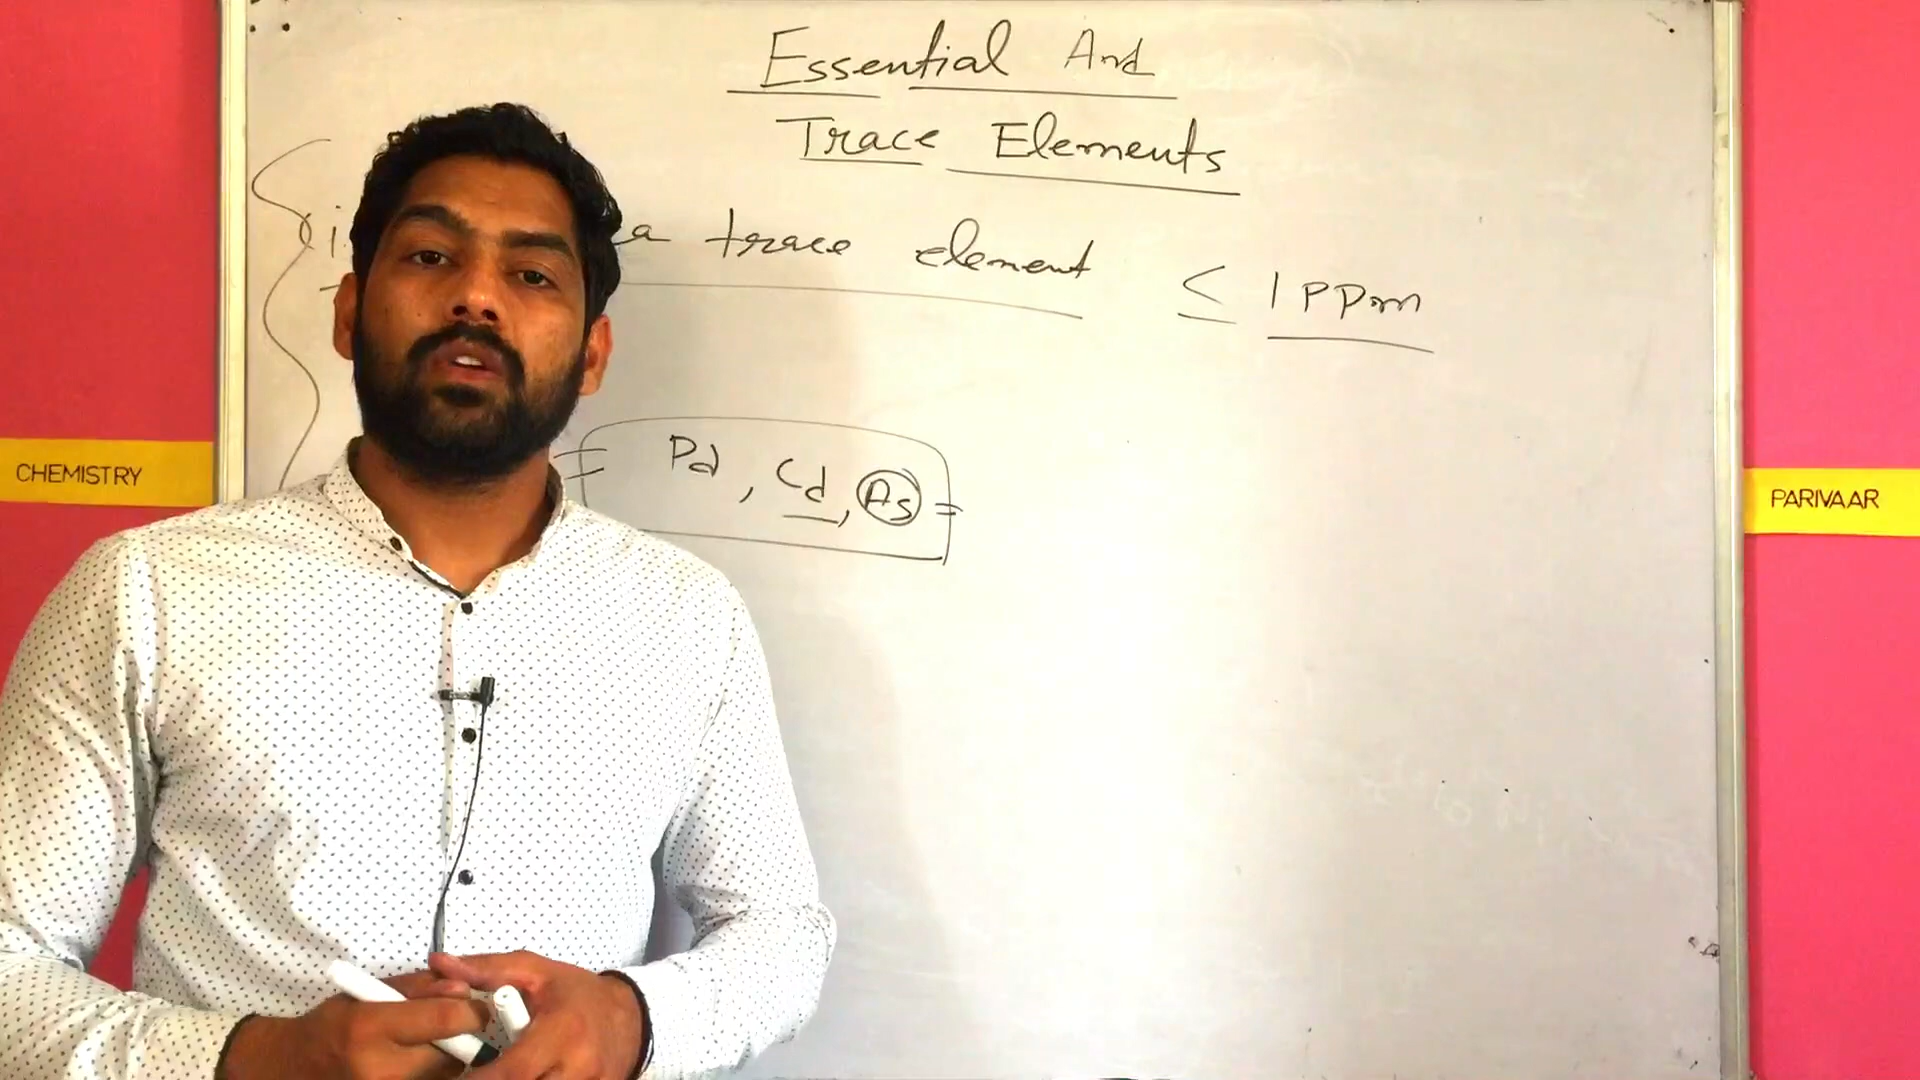 Essential And
Trace Elements
a trace element ≤ 1 ppm
Pd, Cd, As =
CHEMISTRY
PARIVAAR